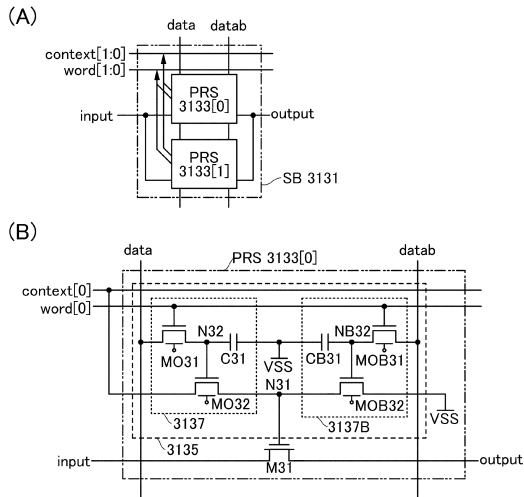 (A)
data datab
context[1:0]
word[1:0]
PRS
3133[0]
input output
PRS
3133[1]
SB 3131
(B)
data datab
PRS 3133[0]
context[0]
word[0]
N32 NB32
C31 CB31
MO31 VSS MOB31
N31
MO32 MOB32
VSS
3137 3137B
3135
input M31 output